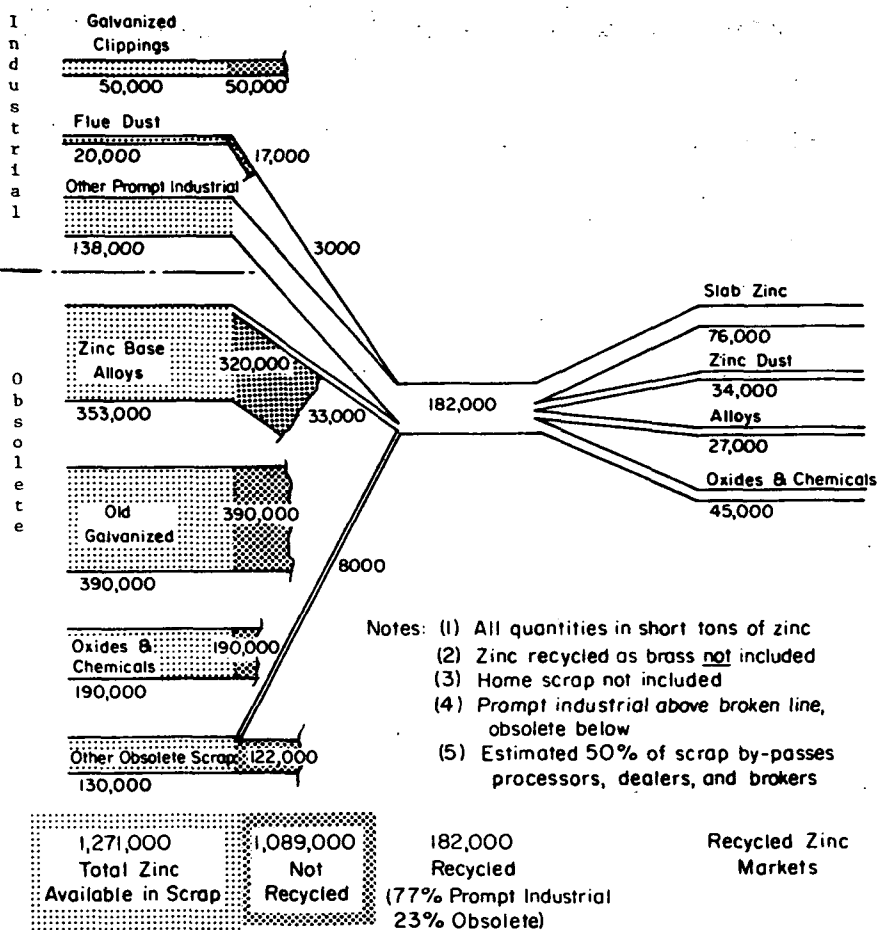 Industrial
Galvanized
Clippings
50,000 50,000
Flue Dust
20,000 17,000
Other Prompt Industrial
138,000 3000
Obsolete
Zinc Base
Alloys
320,000
353,000 33,000
Old
Galvanized
390,000
390,000
8000
Oxides &
Chemicals
190,000
190,000
Other Obsolete Scrap 122,000
130,000
182,000
Slab Zinc
76,000
Zinc Dust
34,000
Alloys
27,000
Oxides & Chemicals
45,000
Notes: (1) All quantities in short tons of zinc
(2) Zinc recycled as brass not included
(3) Home scrap not included
(4) Prompt industrial above broken line,
obsolete below
(5) Estimated 50% of scrap by-passes
processors, dealers, and brokers
1,271,000
Total Zinc
Available in Scrap
1,089,000
Not
Recycled
182,000
Recycled
(77% Prompt Industrial
23% Obsolete)
Recycled Zinc
Markets